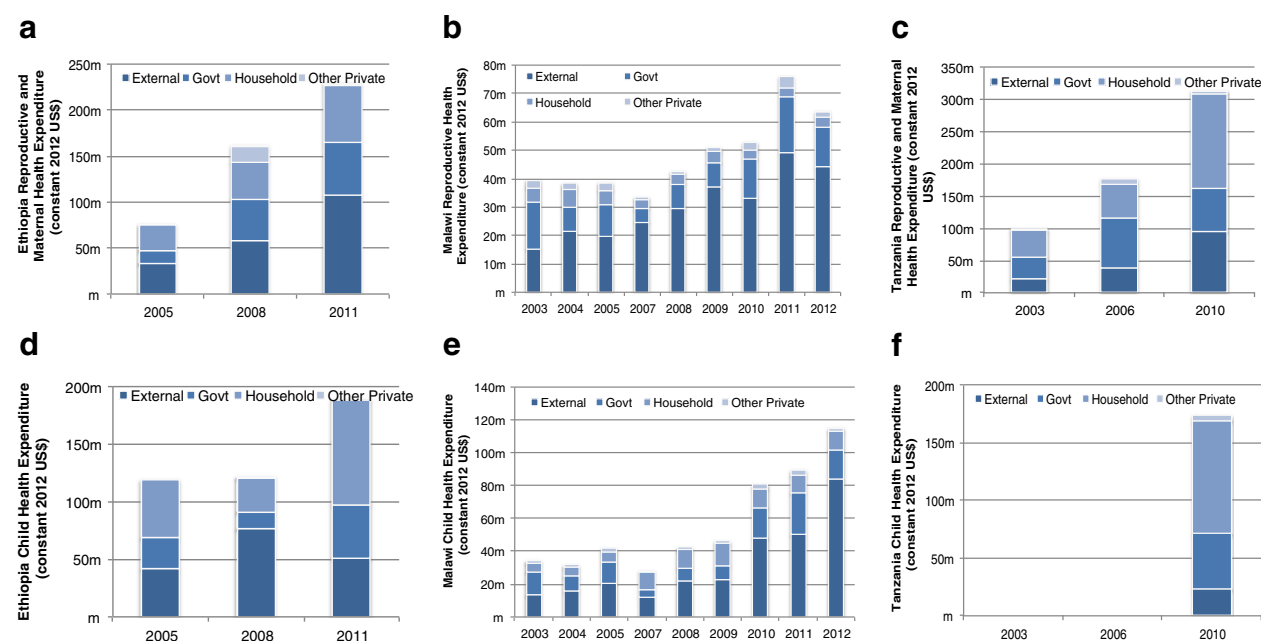 a
Ethiopia Reproductive and
Maternal Health Expenditure
(constant 2012 US$)
250m
200m
150m
100m
50m
m
External Govt Household Other Private
2005 2008 2011
b
Malawi Reproductive Health
Expenditure (constant 2012 US$)
80m
70m
60m
50m
40m
30m
20m
10m
m
External Govt
Household Other Private
2003 2004 2005 2007 2008 2009 2010 2011 2012
c
Tanzania Reproductive and Maternal
Health Expenditure (constant 2012
US$)
350m
300m
250m
200m
150m
100m
50m
m
External Govt Household Other Private
2003 2006 2010
d
Ethiopia Child Health Expenditure
(constant 2012 US$)
200m
150m
100m
50m
m
External Govt Household Other Private
2005 2008 2011
e
Malawi Child Health Expenditure
(constant 2012 US$)
140m
120m
100m
80m
60m
40m
20m
m
External Govt Household Other Private
2003 2004 2005 2007 2008 2009 2010 2011 2012
f
Tanzania Child Health Expenditure
(constant 2012 US$)
200m
150m
100m
50m
m
External Govt Household Other Private
2003 2006 2010